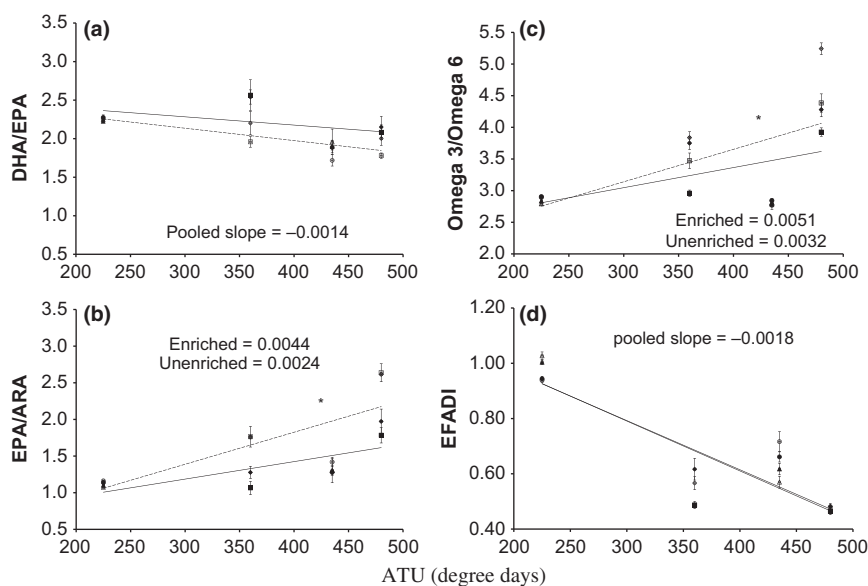 (a)
DHA/EPA
3.5
3.0
2.5
2.0
1.5
1.0
0.5
Pooled slope = –0.0014
200 250 300 350 400 450 500
(b)
EPA/ARA
3.5
3.0
2.5
2.0
1.5
1.0
0.5
Enriched = 0.0044
Unenriched = 0.0024
*
200 250 300 350 400 450 500
(c)
Omega 3/Omega 6
5.5
5.0
4.5
4.0
3.5
3.0
2.5
2.0
*
Enriched = 0.0051
Unenriched = 0.0032
200 250 300 350 400 450 500
(d)
EFADI
1.20
1.00
0.80
0.60
0.40
pooled slope = –0.0018
200 250 300 350 400 450 500
ATU (degree days)